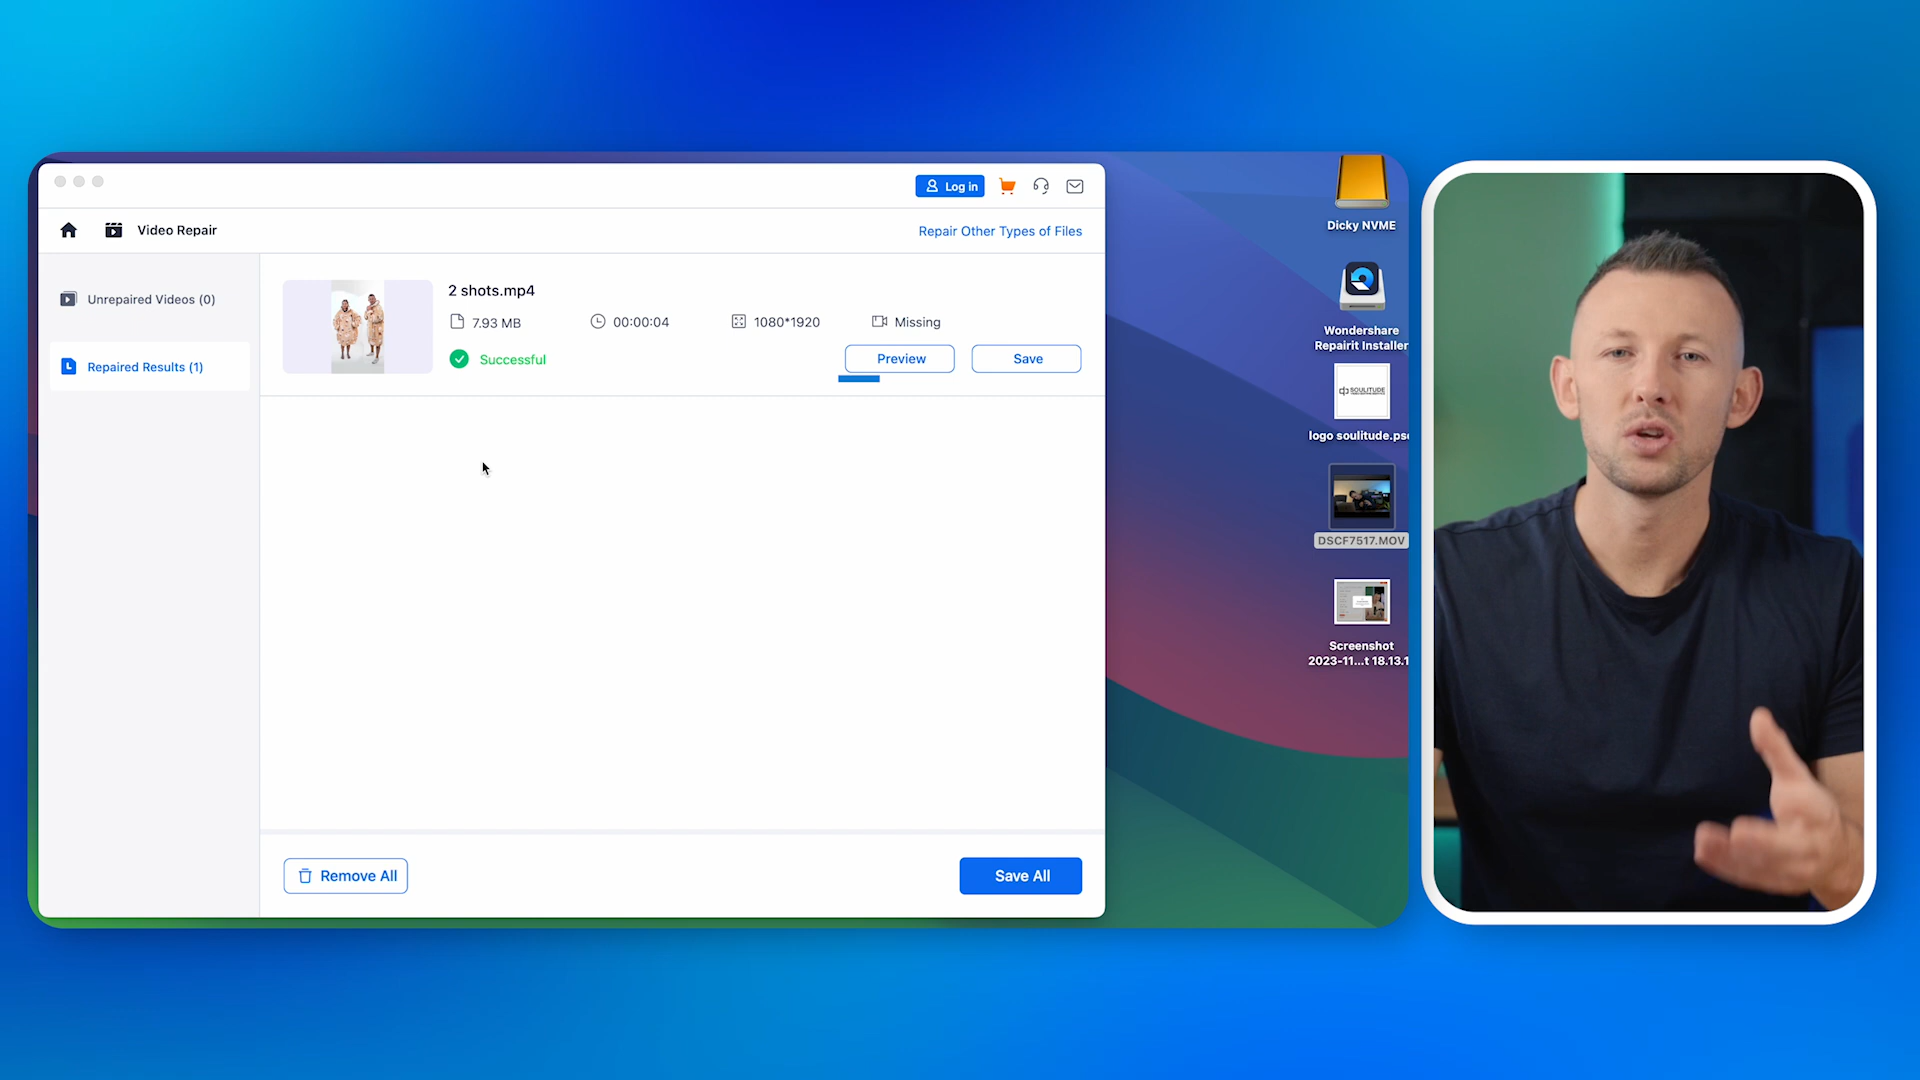 Log in
Video Repair
Repair Other Types of Files
Unrepaired Videos (0)
Repaired Results (1)
2 shots.mp4
7.93 MB
00:00:04
1080*1920
Missing
Successful
Preview
Save
Remove All
Save All
Dicky NVME
Wondershare
Repairit Installer
SOULITUDE
logo soulitude.psd
DSCF7517.MOV
Screenshot
2023-11...t 18.13.1